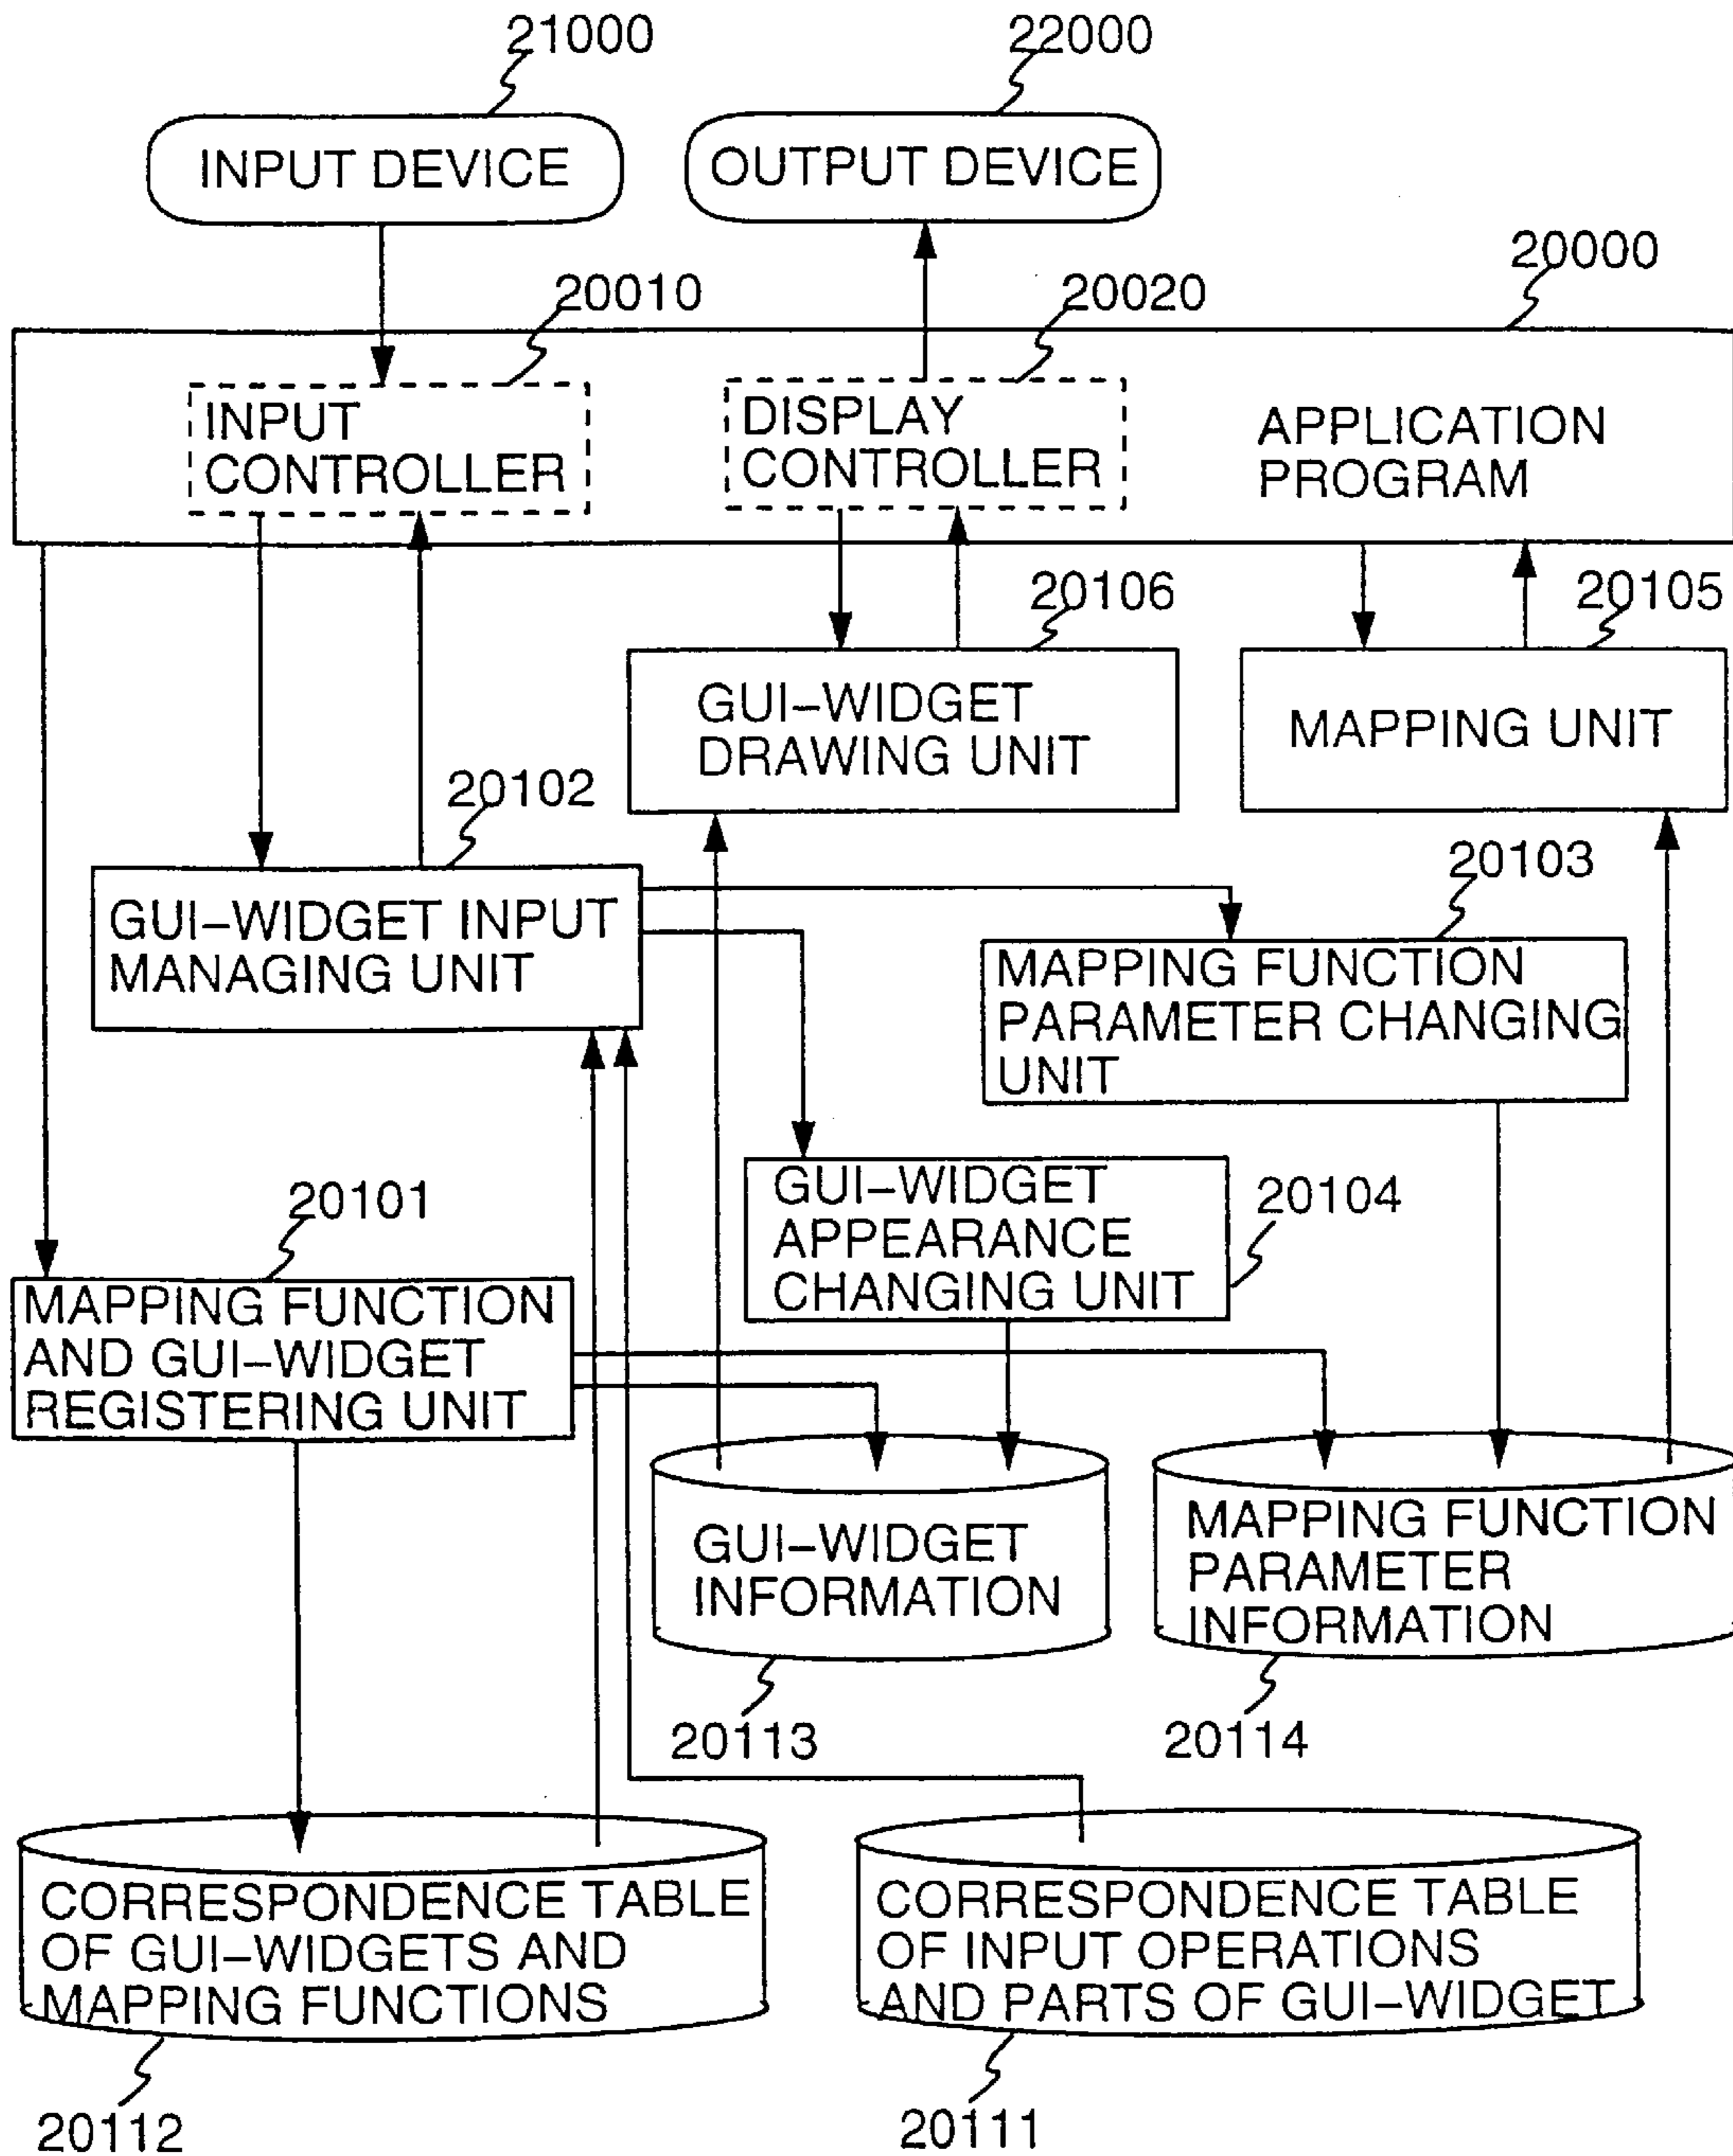 21000
22000
INPUT DEVICE
OUTPUT DEVICE
20000
20010
20020
INPUT
CONTROLLER
DISPLAY
CONTROLLER
APPLICATION
PROGRAM
20106
20105
GUI–WIDGET
DRAWING UNIT
MAPPING UNIT
20102
20103
GUI–WIDGET INPUT
MANAGING UNIT
MAPPING FUNCTION
PARAMETER CHANGING
UNIT
20101
GUI–WIDGET
APPEARANCE
CHANGING UNIT
20104
MAPPING FUNCTION
AND GUI–WIDGET
REGISTERING UNIT
GUI–WIDGET
INFORMATION
MAPPING FUNCTION
PARAMETER
INFORMATION
20113
20114
CORRESPONDENCE TABLE
OF GUI–WIDGETS AND
MAPPING FUNCTIONS
CORRESPONDENCE TABLE
OF INPUT OPERATIONS
AND PARTS OF GUI–WIDGET
20112
20111